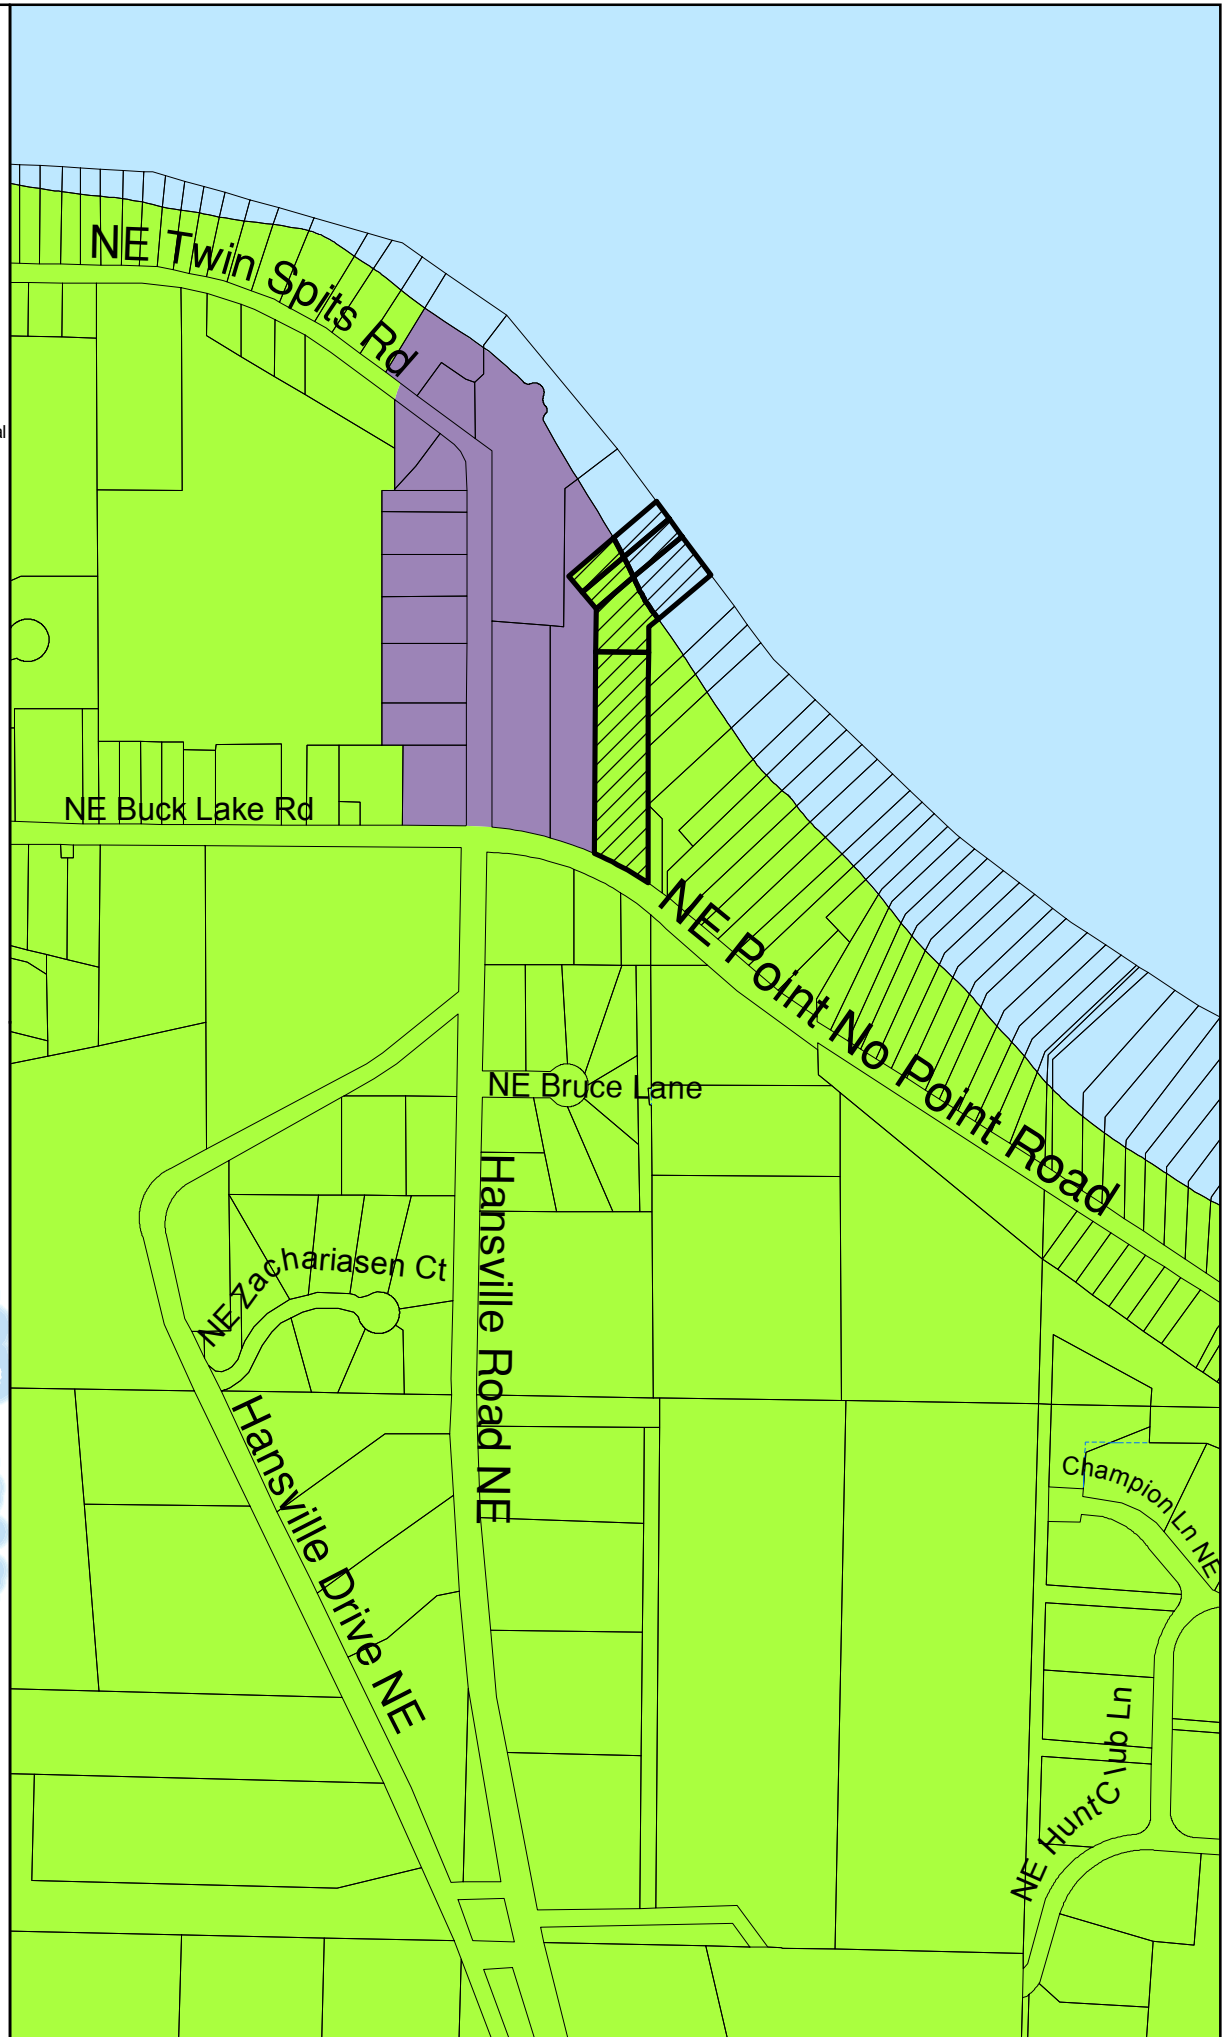 NE Twin Spits Rd
al
NE Buck Lake Rd
NE Point No Point Road
NE Bruce Lane
Hansville Road NE
NE Zachariasen Ct
Hansville Drive NE
Champion Ln NE
NE Hunt Club Ln